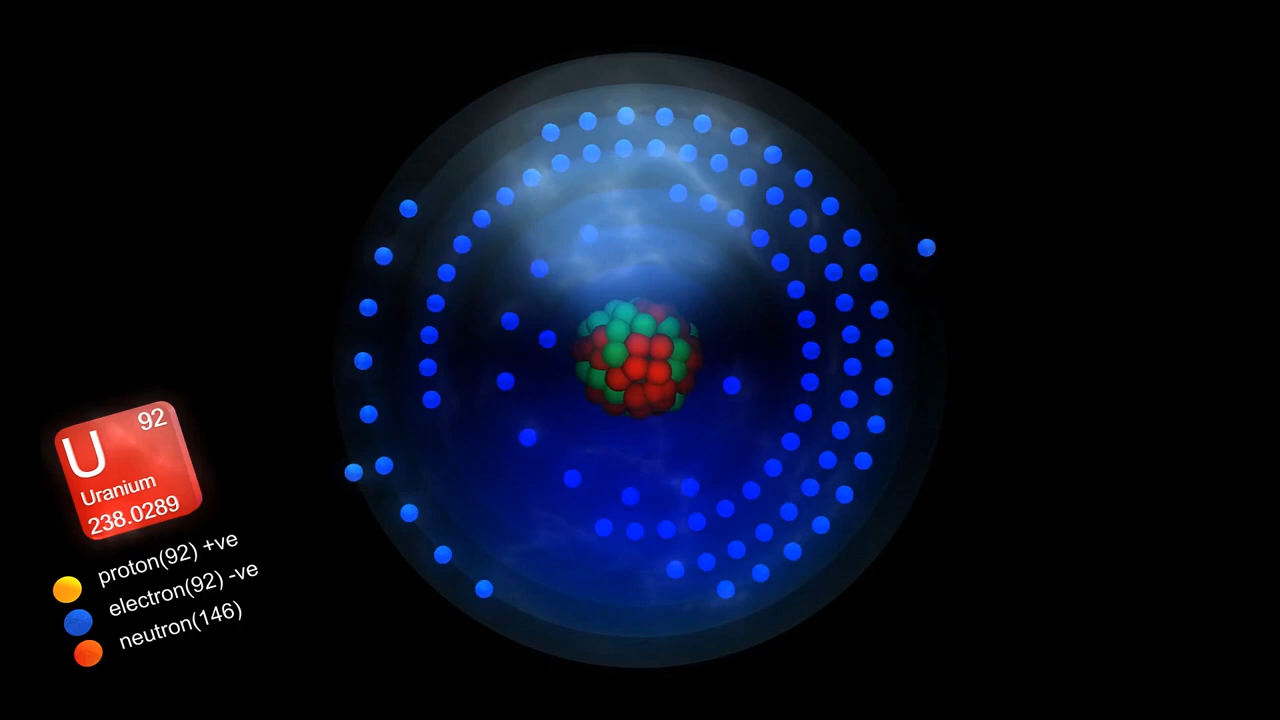 92
U
Uranium
238.0289
proton(92) +ve
electron(92) -ve
neutron(146)